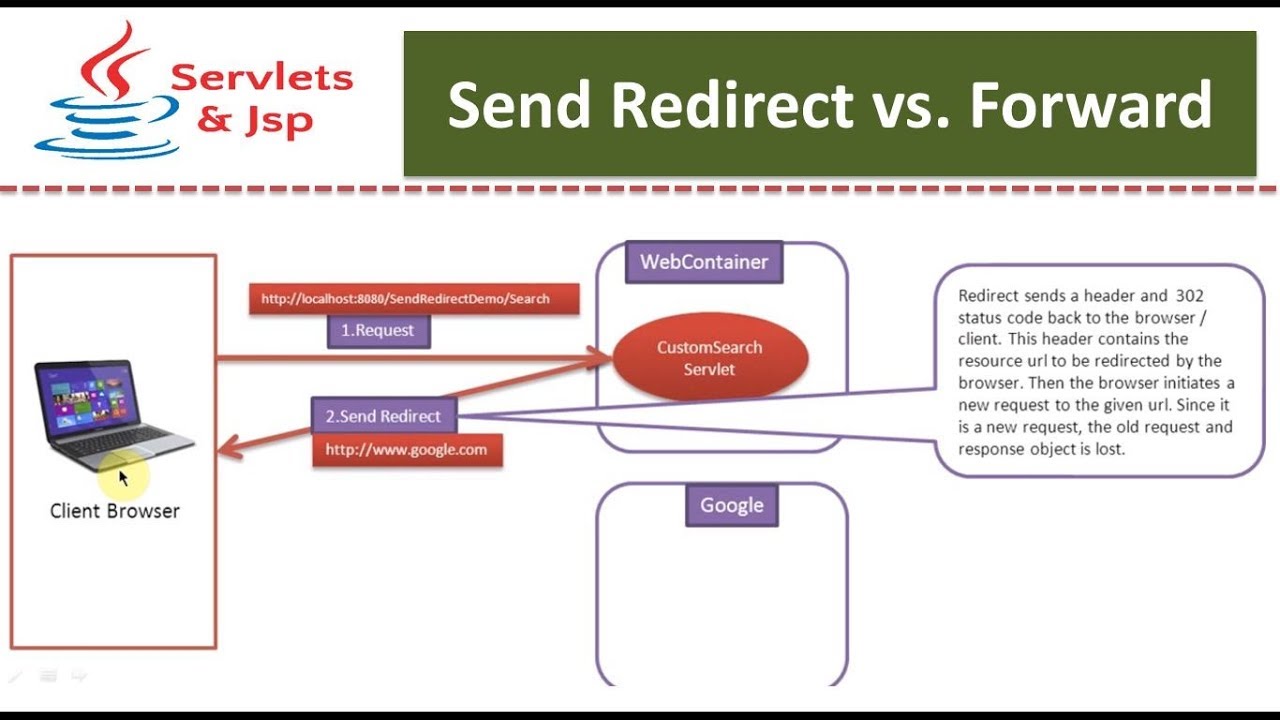 Servlets
& Jsp
Send Redirect vs. Forward
http://localhost:8080/SendRedirectDemo/Search
1.Request
WebContainer
CustomSearch
Servlet
2.Send Redirect
http://www.google.com
Client Browser
Google
Redirect sends a header and 302
status code back to the browser /
client. This header contains the
resource url to be redirected by the
browser. Then the browser initiates a
new request to the given url. Since it
is a new request, the old request and
response object is lost.